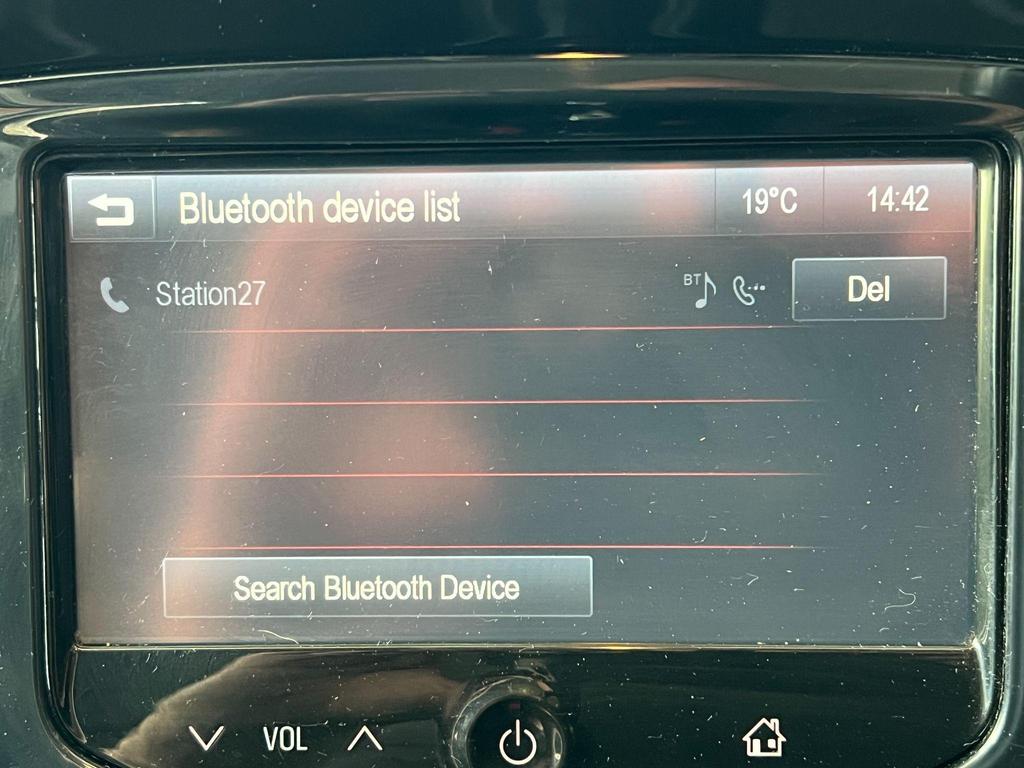 Bluetooth device list 19°C 14:42
Station27 BT Del
Search Bluetooth Device
VOL